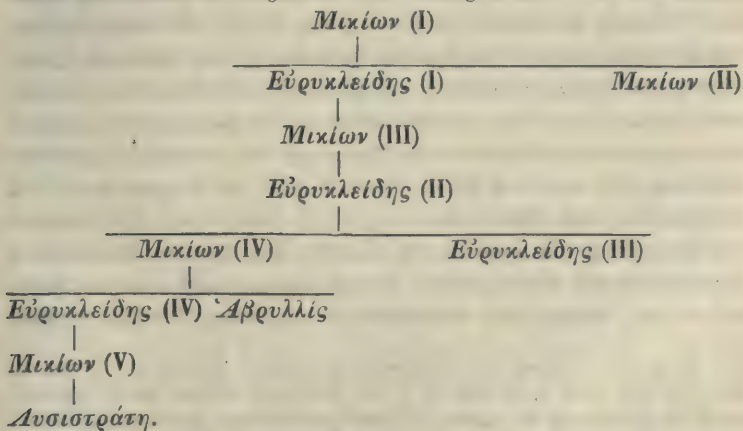 Μικίων (I)
Εὐρυκλείδης (I) Μικίων (II)
Μικίων (III)
Εὐρυκλείδης (II)
Μικίων (IV) Εὐρυκλείδης (III)
Εὐρυκλείδης (IV) Ἁβρυλλίς
Μικίων (V)
Λυσιστράτη.